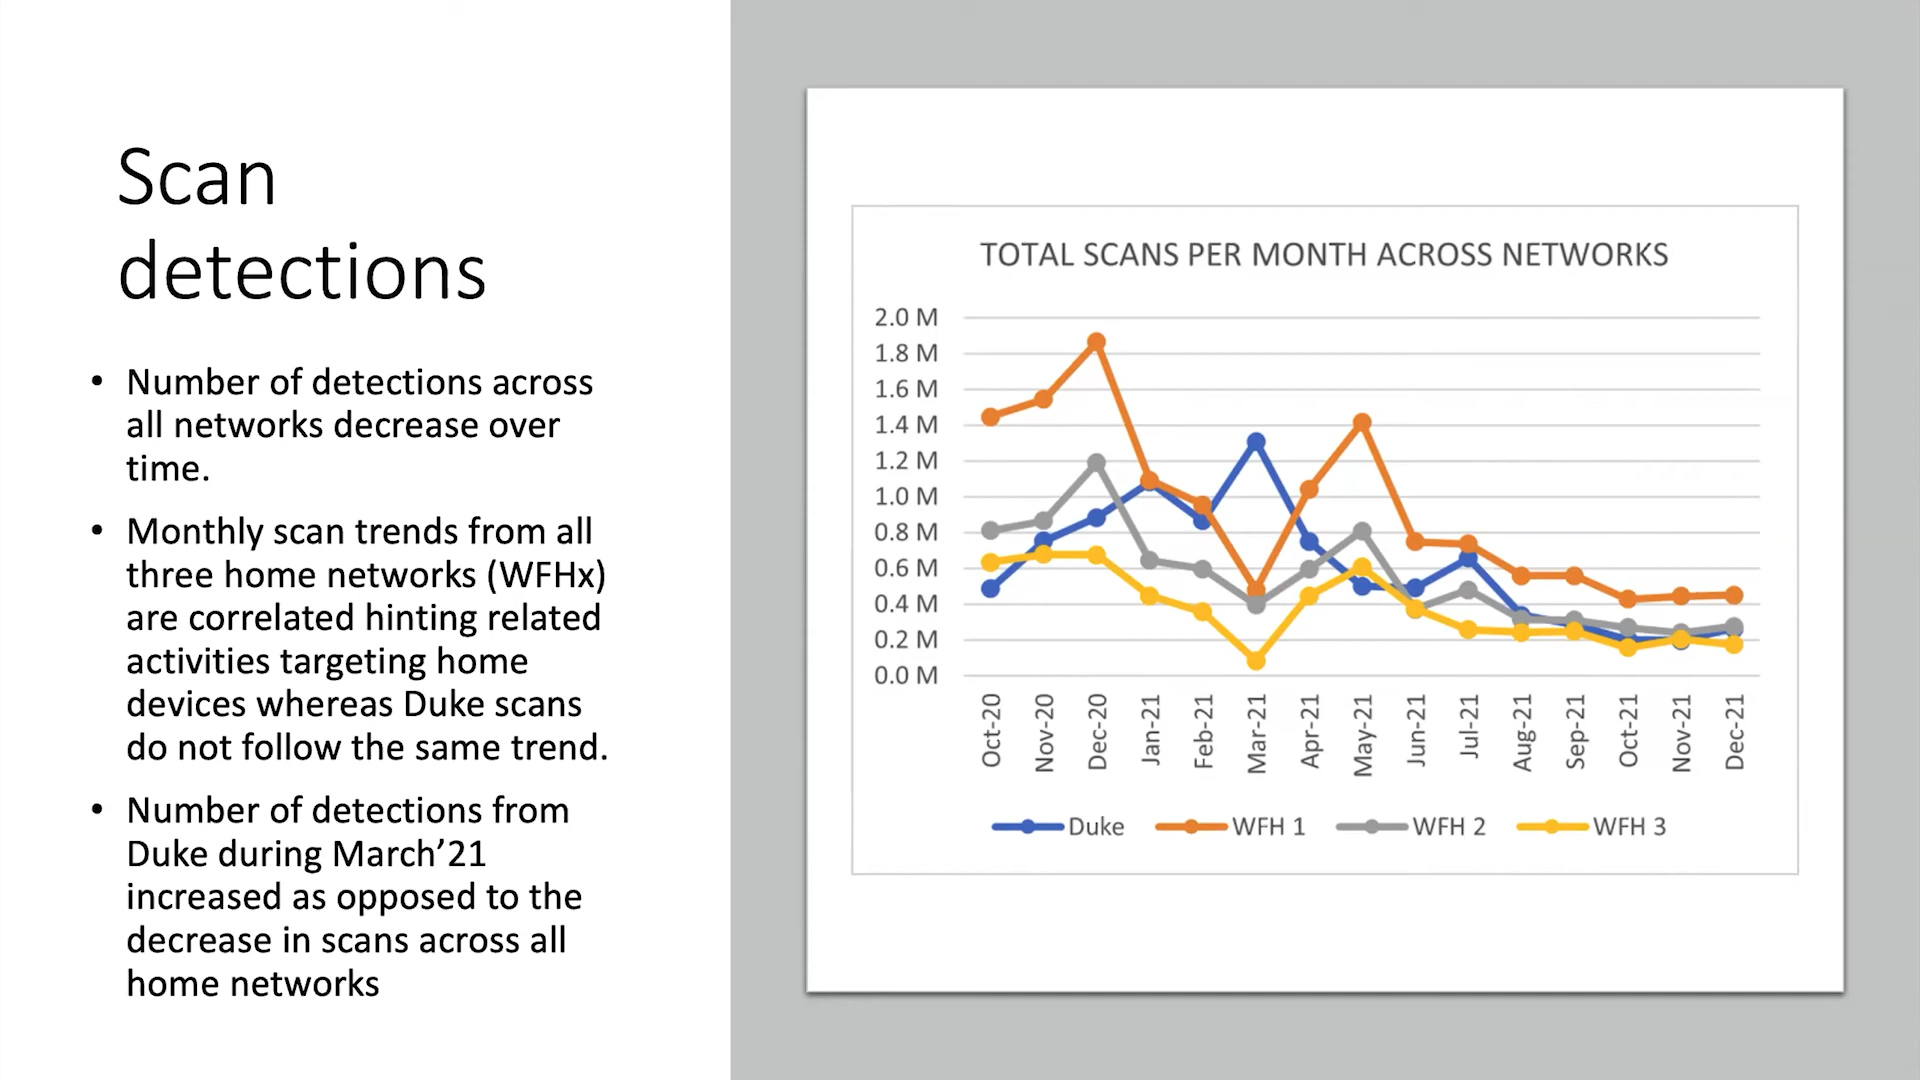 Scan
detections
• Number of detections across
all networks decrease over
time.
• Monthly scan trends from all
three home networks (WFHx)
are correlated hinting related
activities targeting home
devices whereas Duke scans
do not follow the same trend.
• Number of detections from
Duke during March’21
increased as opposed to the
decrease in scans across all
home networks
TOTAL SCANS PER MONTH ACROSS NETWORKS
2.0 M
1.8 M
1.6 M
1.4 M
1.2 M
1.0 M
0.8 M
0.6 M
0.4 M
0.2 M
0.0 M
Oct-20
Nov-20
Dec-20
Jan-21
Feb-21
Mar-21
Apr-21
May-21
Jun-21
Jul-21
Aug-21
Sep-21
Oct-21
Nov-21
Dec-21
Duke WFH 1 WFH 2 WFH 3